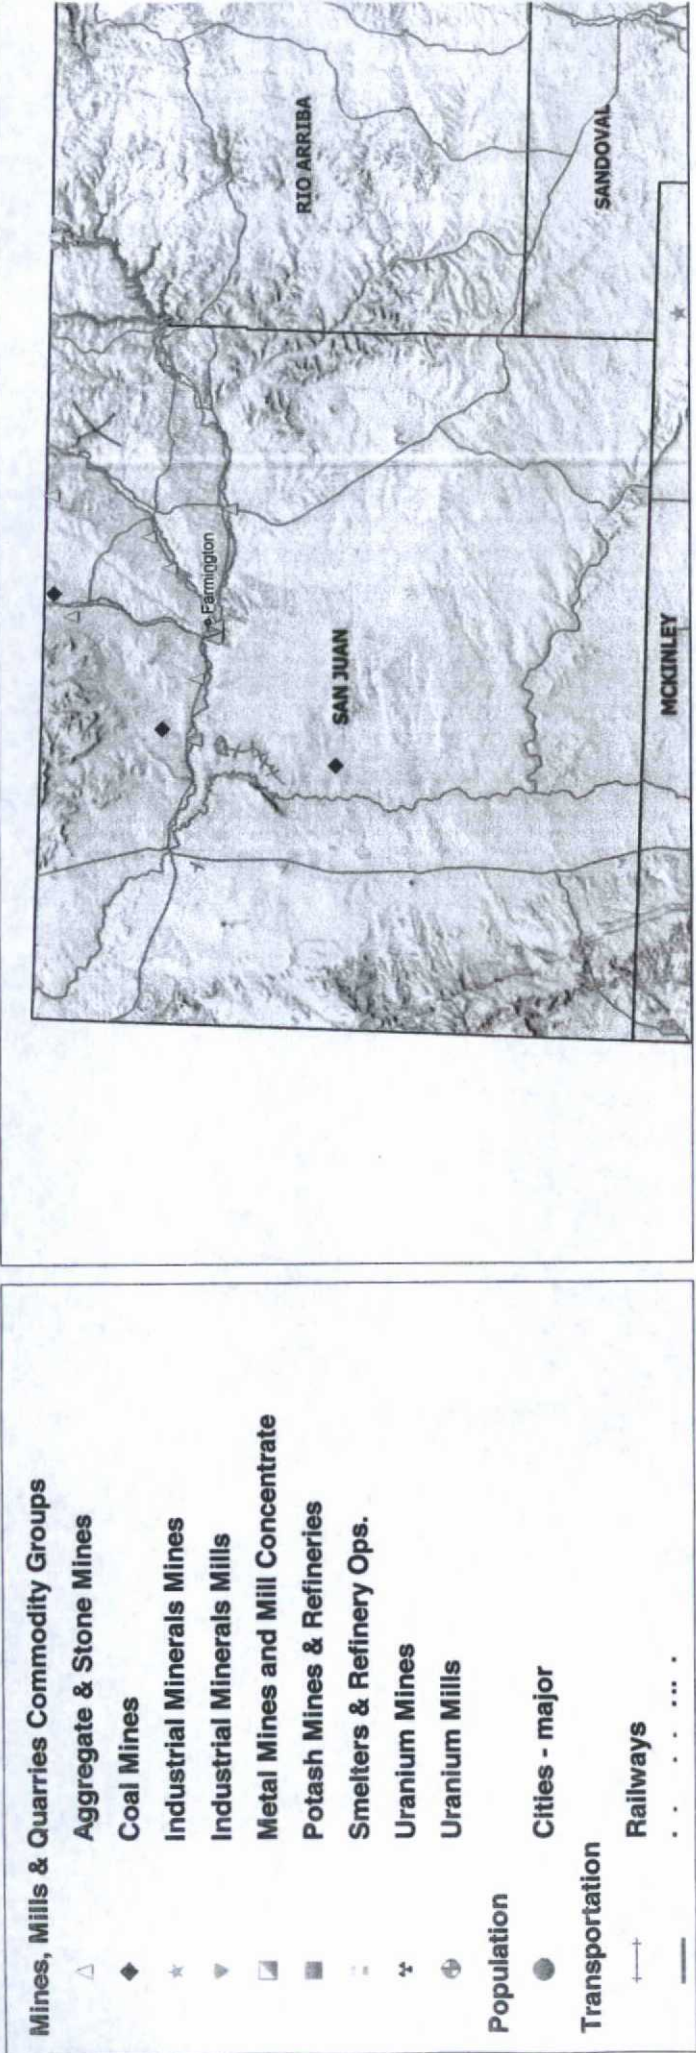 Mines, Mills & Quarries Commodity Groups
Aggregate & Stone Mines
Coal Mines
Industrial Minerals Mines
Industrial Minerals Mills
Metal Mines and Mill Concentrate
Potash Mines & Refineries
Smelters & Refinery Ops.
Uranium Mines
Uranium Mills
Population
Cities - major
Transportation
Railways
Farmington
RIO ARRIBA
SAN JUAN
SANDOVAL
MCKINLEY